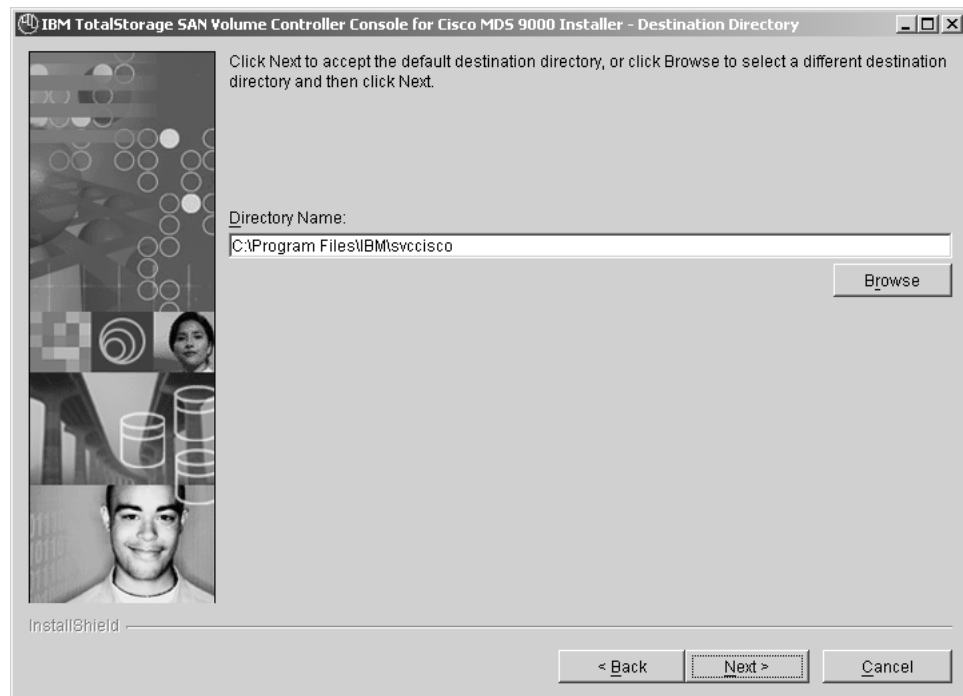 IBM TotalStorage SAN Volume Controller Console for Cisco MDS 9000 Installer - Destination Directory
Click Next to accept the default destination directory, or click Browse to select a different destination
directory and then click Next.
Directory Name:
C:\Program Files\IBM\svccisco
Browse
InstallShield
< Back
Next >
Cancel